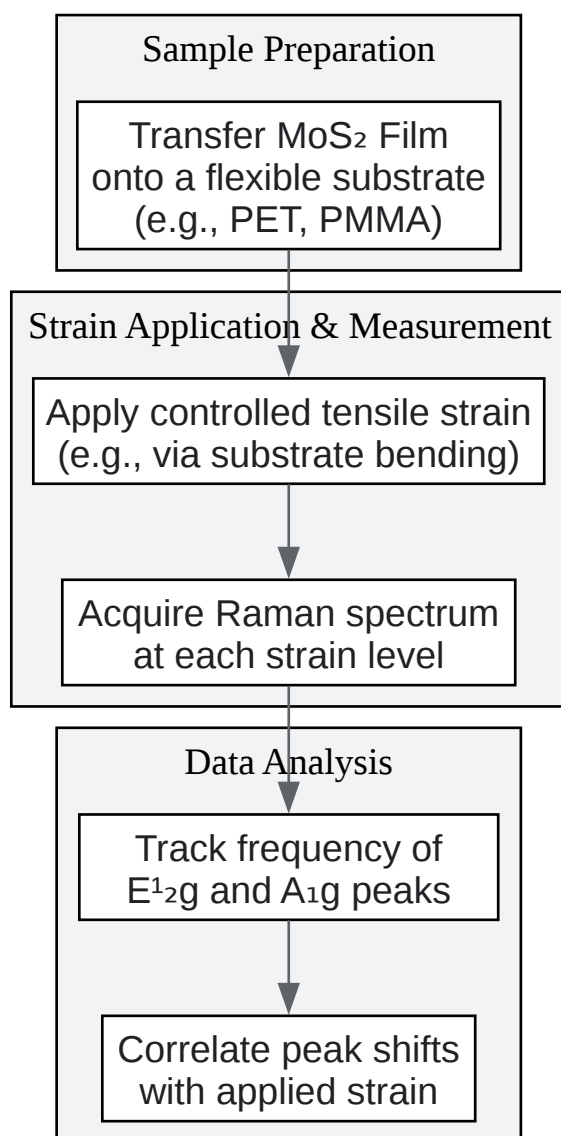 Sample Preparation
Transfer MoS₂ Film
onto a flexible substrate
(e.g., PET, PMMA)
Strain Application & Measurement
Apply controlled tensile strain
(e.g., via substrate bending)
Acquire Raman spectrum
at each strain level
Data Analysis
Track frequency of
E¹₂g and A₁g peaks
Correlate peak shifts
with applied strain